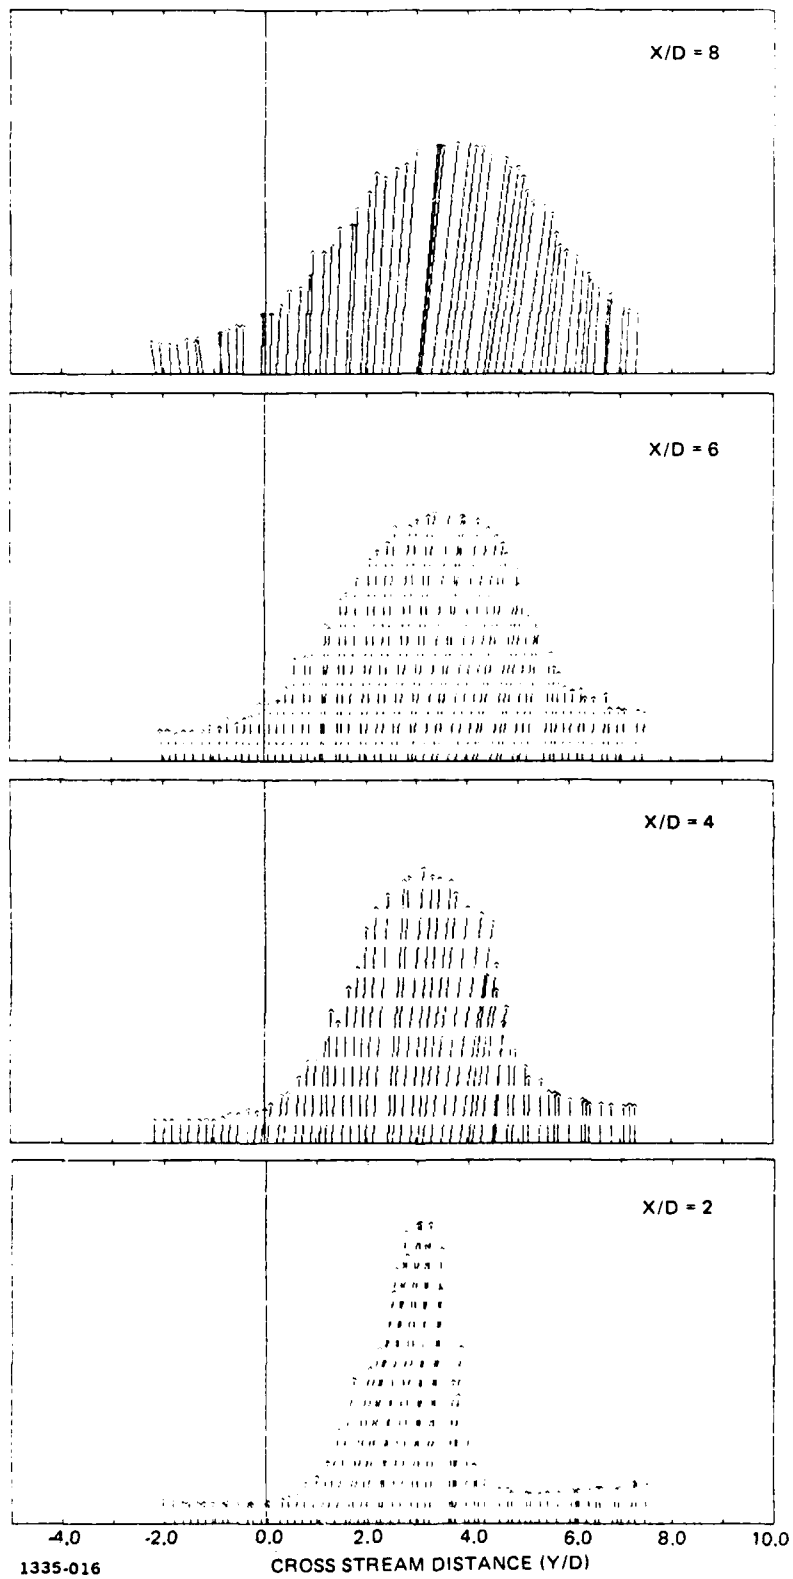 X/D = 8
X/D = 6
X/D = 4
X/D = 2
-4.0 -2.0 0.0 2.0 4.0 6.0 8.0 10.0
1335-016 CROSS STREAM DISTANCE (Y/D)